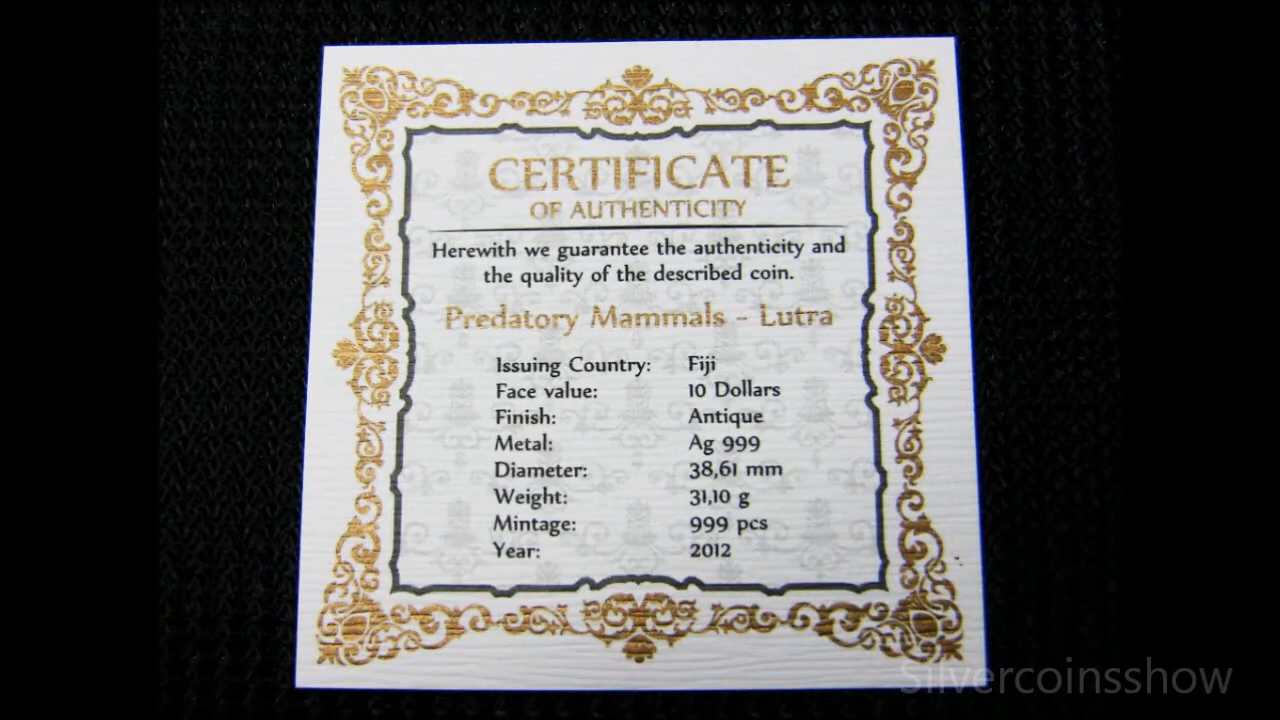 CERTIFICATE
OF AUTHENTICITY
Herewith we guarantee the authenticity and
the quality of the described coin.
Predatory Mammals - Lutra
Issuing Country: Fiji
Face value: 10 Dollars
Finish: Antique
Metal: Ag 999
Diameter: 38,61 mm
Weight: 31,10 g
Mintage: 999 pcs
Year: 2012
Silvercoinsshow